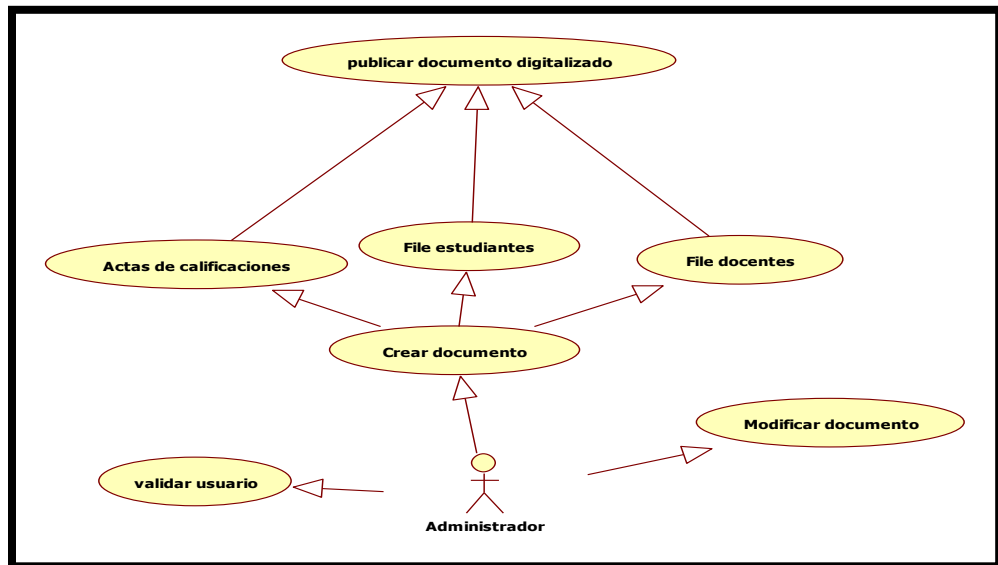 publicar documento digitalizado
Actas de calificaciones
File estudiantes
File docentes
Crear documento
Modificar documento
validar usuario
Administrador